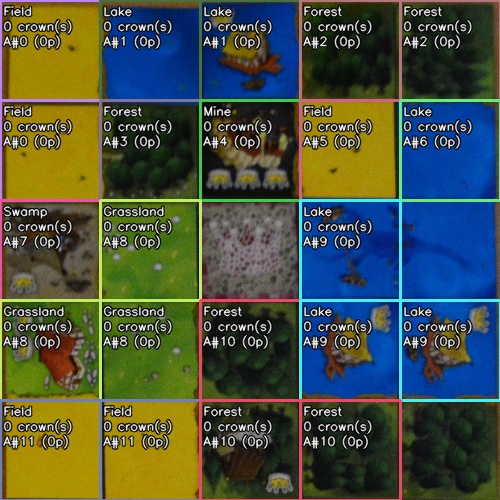 Field
0 crown(s)
A#0 (0p)
Lake
0 crown(s)
A#1 (0p)
Lake
0 crown(s)
A#1 (0p)
Forest
0 crown(s)
A#2 (0p)
Forest
0 crown(s)
A#2 (0p)
Field
0 crown(s)
A#0 (0p)
Forest
0 crown(s)
A#3 (0p)
Mine
0 crown(s)
A#4 (0p)
Field
0 crown(s)
A#5 (0p)
Lake
0 crown(s)
A#6 (0p)
Swamp
0 crown(s)
A#7 (0p)
Grassland
0 crown(s)
A#8 (0p)
Lake
0 crown(s)
A#9 (0p)
Grassland
0 crown(s)
A#8 (0p)
Grassland
0 crown(s)
A#8 (0p)
Forest
0 crown(s)
A#10 (0p)
Lake
0 crown(s)
A#9 (0p)
Lake
0 crown(s)
A#9 (0p)
Field
0 crown(s)
A#11 (0p)
Field
0 crown(s)
A#11 (0p)
Forest
0 crown(s)
A#10 (0p)
Forest
0 crown(s)
A#10 (0p)